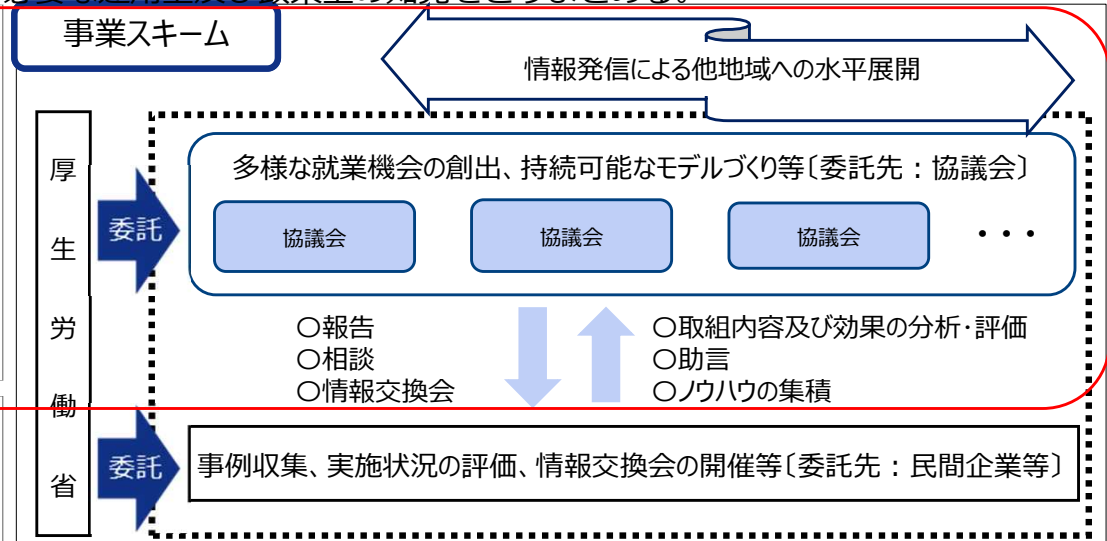 事業スキーム
情報発信による他地域への水平展開
厚生労働省
委託
多様な就業機会の創出、持続可能なモデルづくり等〔委託先：協議会〕
協議会
協議会
協議会
・・・
〇報告
〇相談
〇情報交換会
〇取組内容及び効果の分析・評価
〇助言
〇ノウハウの集積
委託
事例収集、実施状況の評価、情報交換会の開催等〔委託先：民間企業等〕